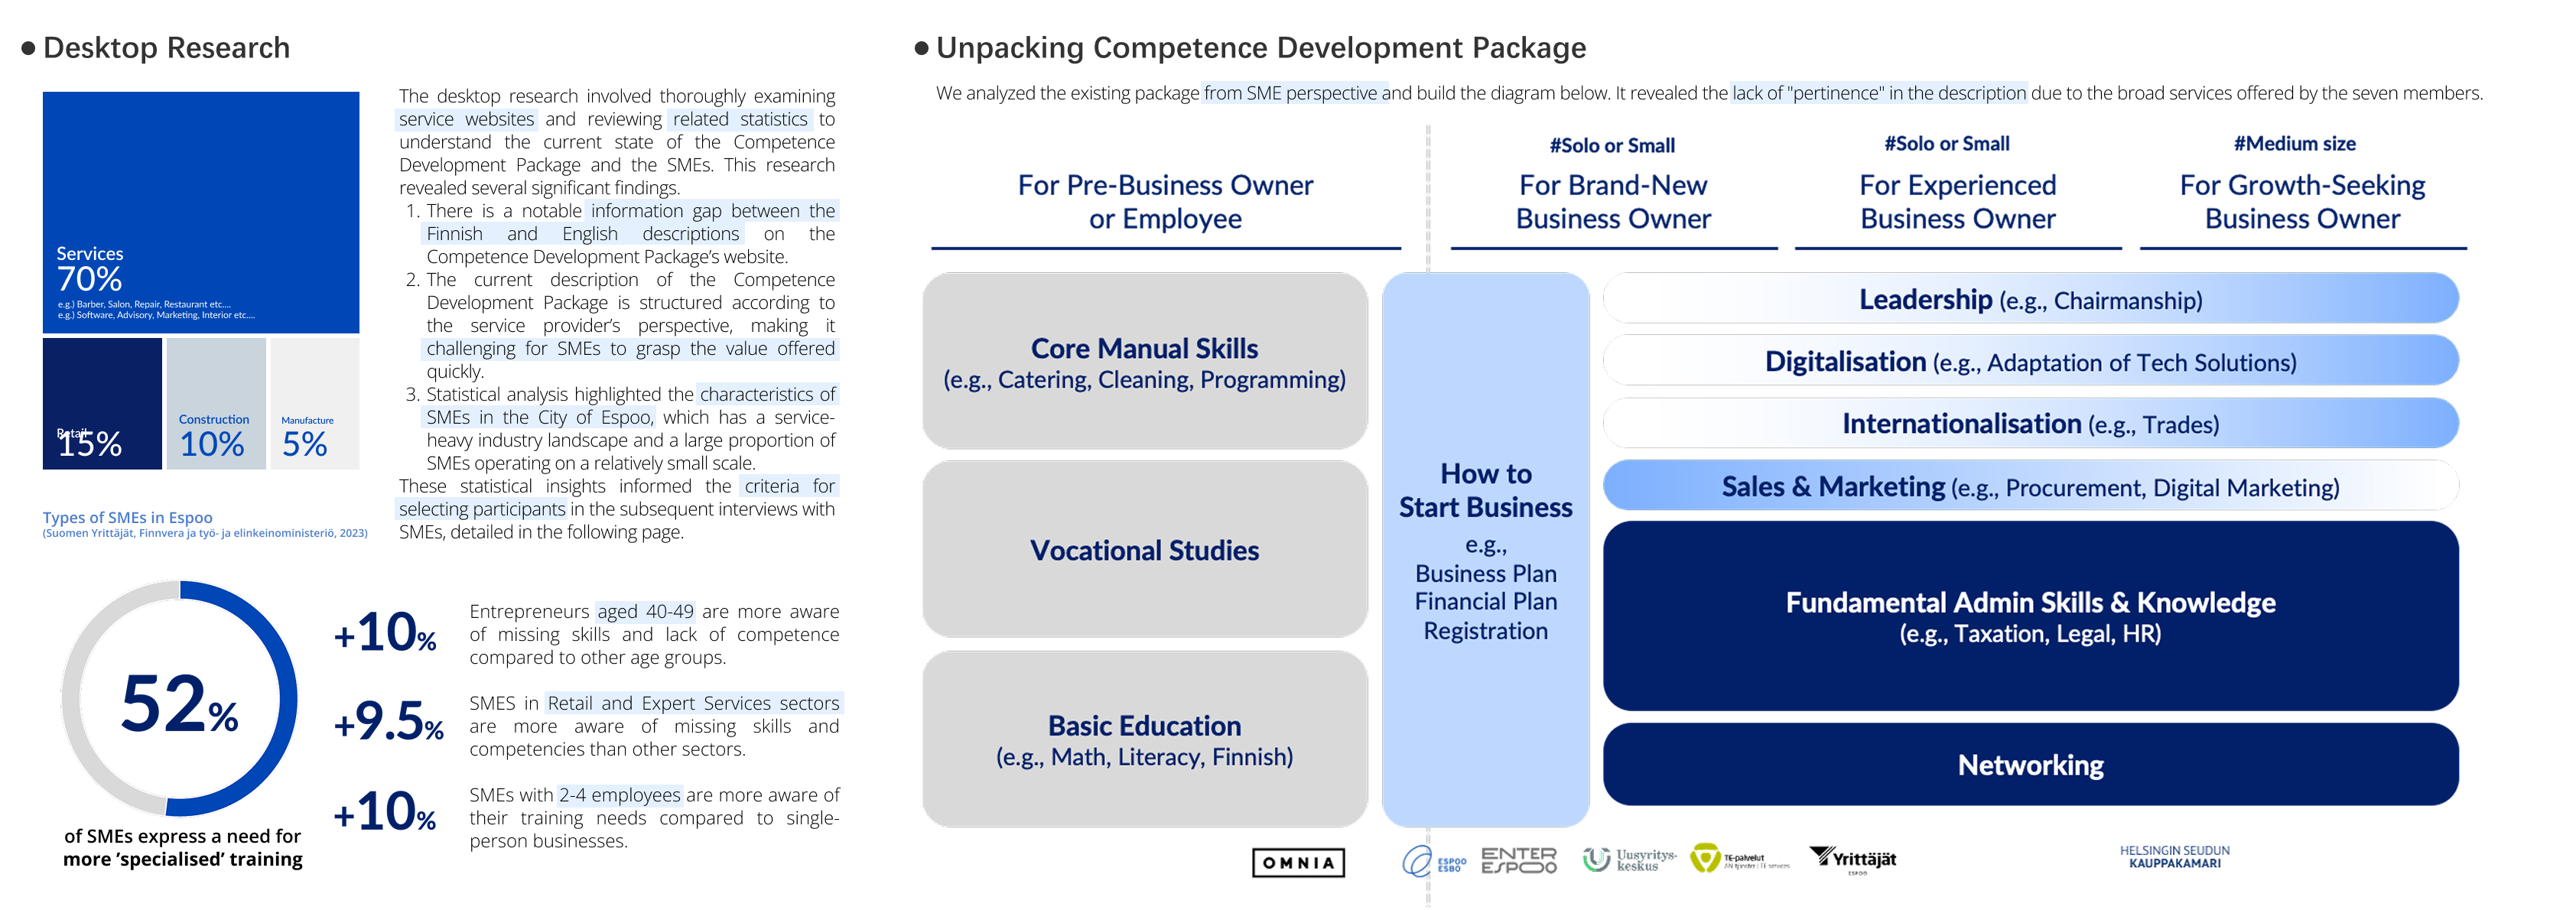 • Desktop Research
Services
70%
e.g.) Barber, Salon, Repair, Restaurant etc....
e.g.) Software, Advisory, Marketing, Interior etc....
Retail
15%
Construction
10%
Manufacture
5%
Types of SMEs in Espoo
(Suomen Yrittäjät, Finnvera ja työ- ja elinkeinoministeriö, 2023)
The desktop research involved thoroughly examining
service websites and reviewing related statistics to
understand the current state of the Competence
Development Package and the SMEs. This research
revealed several significant findings.
1. There is a notable information gap between the
Finnish and English descriptions on the
Competence Development Package's website.
2. The current description of the Competence
Development Package is structured according to
the service provider's perspective, making it
challenging for SMEs to grasp the value offered
quickly.
3. Statistical analysis highlighted the characteristics of
SMEs in the City of Espoo, which has a service-
heavy industry landscape and a large proportion of
SMEs operating on a relatively small scale.
These statistical insights informed the criteria for
selecting participants in the subsequent interviews with
SMEs, detailed in the following page.
52%
of SMEs express a need for
more 'specialised' training
+10%
Entrepreneurs aged 40-49 are more aware
of missing skills and lack of competence
compared to other age groups.
+9.5%
SMES in Retail and Expert Services sectors
are more aware of missing skills and
competencies than other sectors.
+10%
SMEs with 2-4 employees are more aware of
their training needs compared to single-
person businesses.
• Unpacking Competence Development Package
We analyzed the existing package from SME perspective and build the diagram below. It revealed the lack of "pertinence" in the description due to the broad services offered by the seven members.
For Pre-Business Owner
or Employee
#Solo or Small
For Brand-New
Business Owner
#Solo or Small
For Experienced
Business Owner
#Medium size
For Growth-Seeking
Business Owner
Core Manual Skills
(e.g., Catering, Cleaning, Programming)
Vocational Studies
Basic Education
(e.g., Math, Literacy, Finnish)
How to
Start Business
e.g.,
Business Plan
Financial Plan
Registration
Leadership (e.g., Chairmanship)
Digitalisation (e.g., Adaptation of Tech Solutions)
Internationalisation (e.g., Trades)
Sales & Marketing (e.g., Procurement, Digital Marketing)
Fundamental Admin Skills & Knowledge
(e.g., Taxation, Legal, HR)
Networking
OMNIA
ESPOO
ESBO
ENTER
ESPOO
Uusyritys-
keskus
TE-palvelut
AN-tjänster | TE-services
Yrittäjät
ESPOO
HELSINGIN SEUDUN
KAUPPAKAMARI